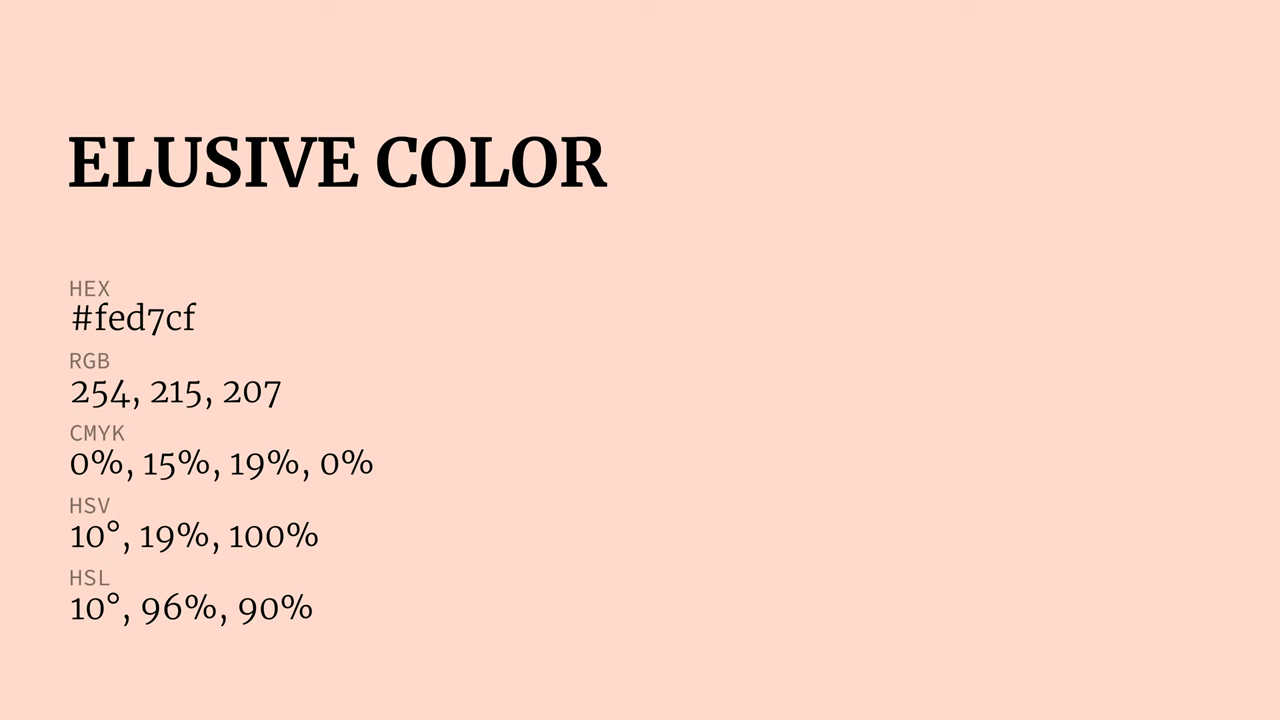 ELUSIVE COLOR
HEX
#fed7cf
RGB
254, 215, 207
CMYK
0%, 15%, 19%, 0%
HSV
10°, 19%, 100%
HSL
10°, 96%, 90%